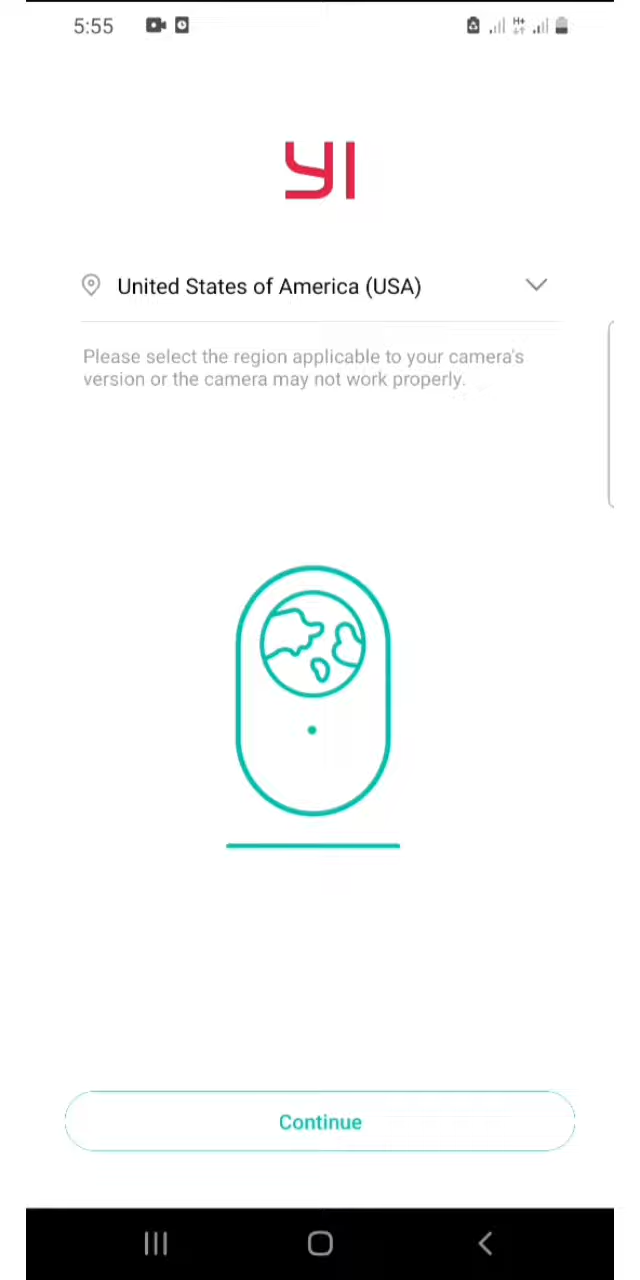 5:55
H+
YI
United States of America (USA)
Please select the region applicable to your camera's
version or the camera may not work properly.
Continue